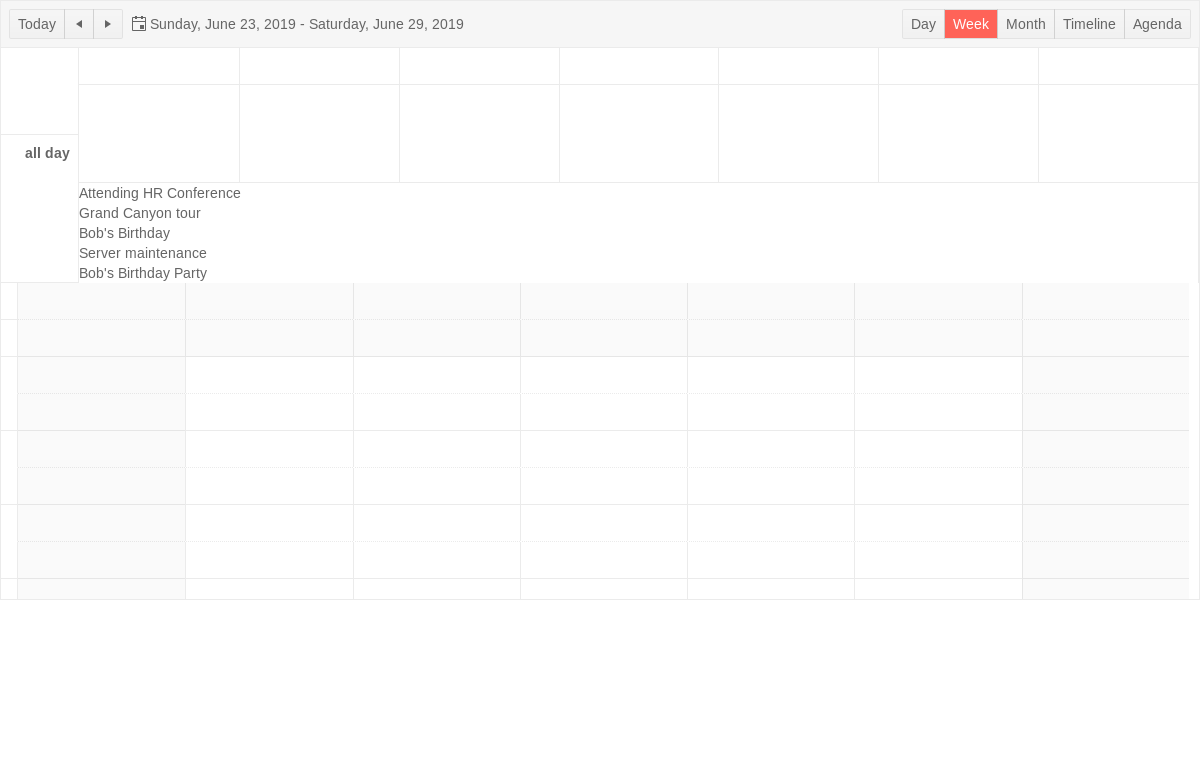 Today Sunday, June 23, 2019 - Saturday, June 29, 2019 Day Week Month Timeline Agenda
all day
Attending HR Conference
Grand Canyon tour
Bob's Birthday
Server maintenance
Bob's Birthday Party